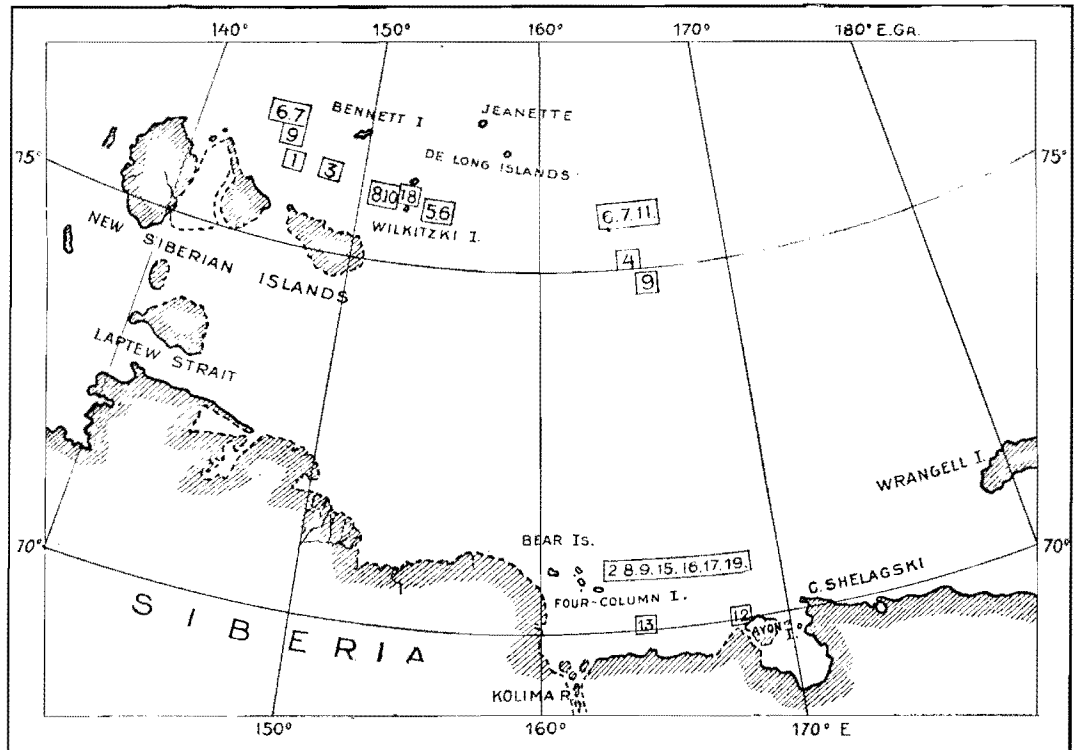 140° 150° 160° 170° 180° E.GR.
6.7
BENNETT I
JEANETTE
9
75°
75°
1
3
DE LONG ISLANDS
8.10
18
5.6
6.7.11.
WILKITZKI I.
NEW SIBERIAN ISLANDS
4
9
LAPTEW STRAIT
WRANGELL I.
70°
70°
BEAR IS.
2 8.9.15.16.17.19.
C. SHELAGSKI
FOUR-COLUMN I.
13
12
AYON I.
SIBERIA
KOLIMA R.
150° 160° 170° E